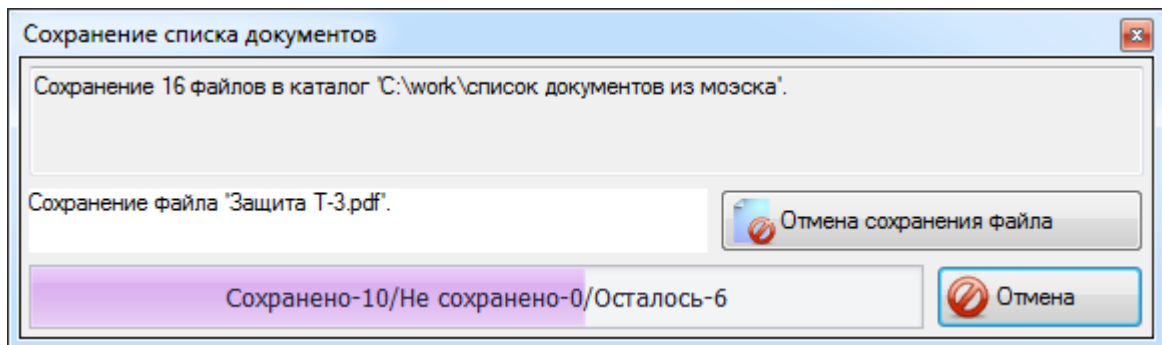 Сохранение списка документов
Сохранение 16 файлов в каталог 'C:\work\список документов из моэска'.
Сохранение файла 'Защита Т-3.pdf'.
Отмена сохранения файла
Сохранено-10/Не сохранено-0/Осталось-6
Отмена